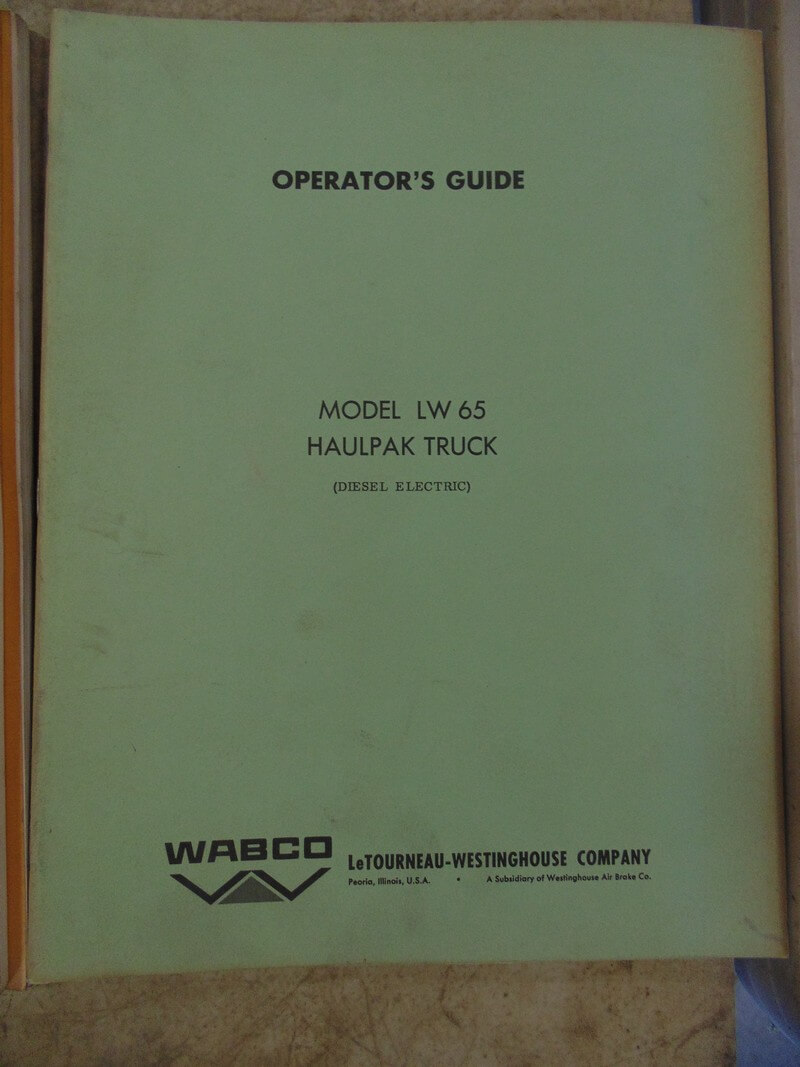 OPERATOR'S GUIDE
MODEL LW 65
HAULPAK TRUCK
(DIESEL ELECTRIC)
WABCO
LeTOURNEAU-WESTINGHOUSE COMPANY
Peoria, Illinois, U.S.A. • A Subsidiary of Westinghouse Air Brake Co.